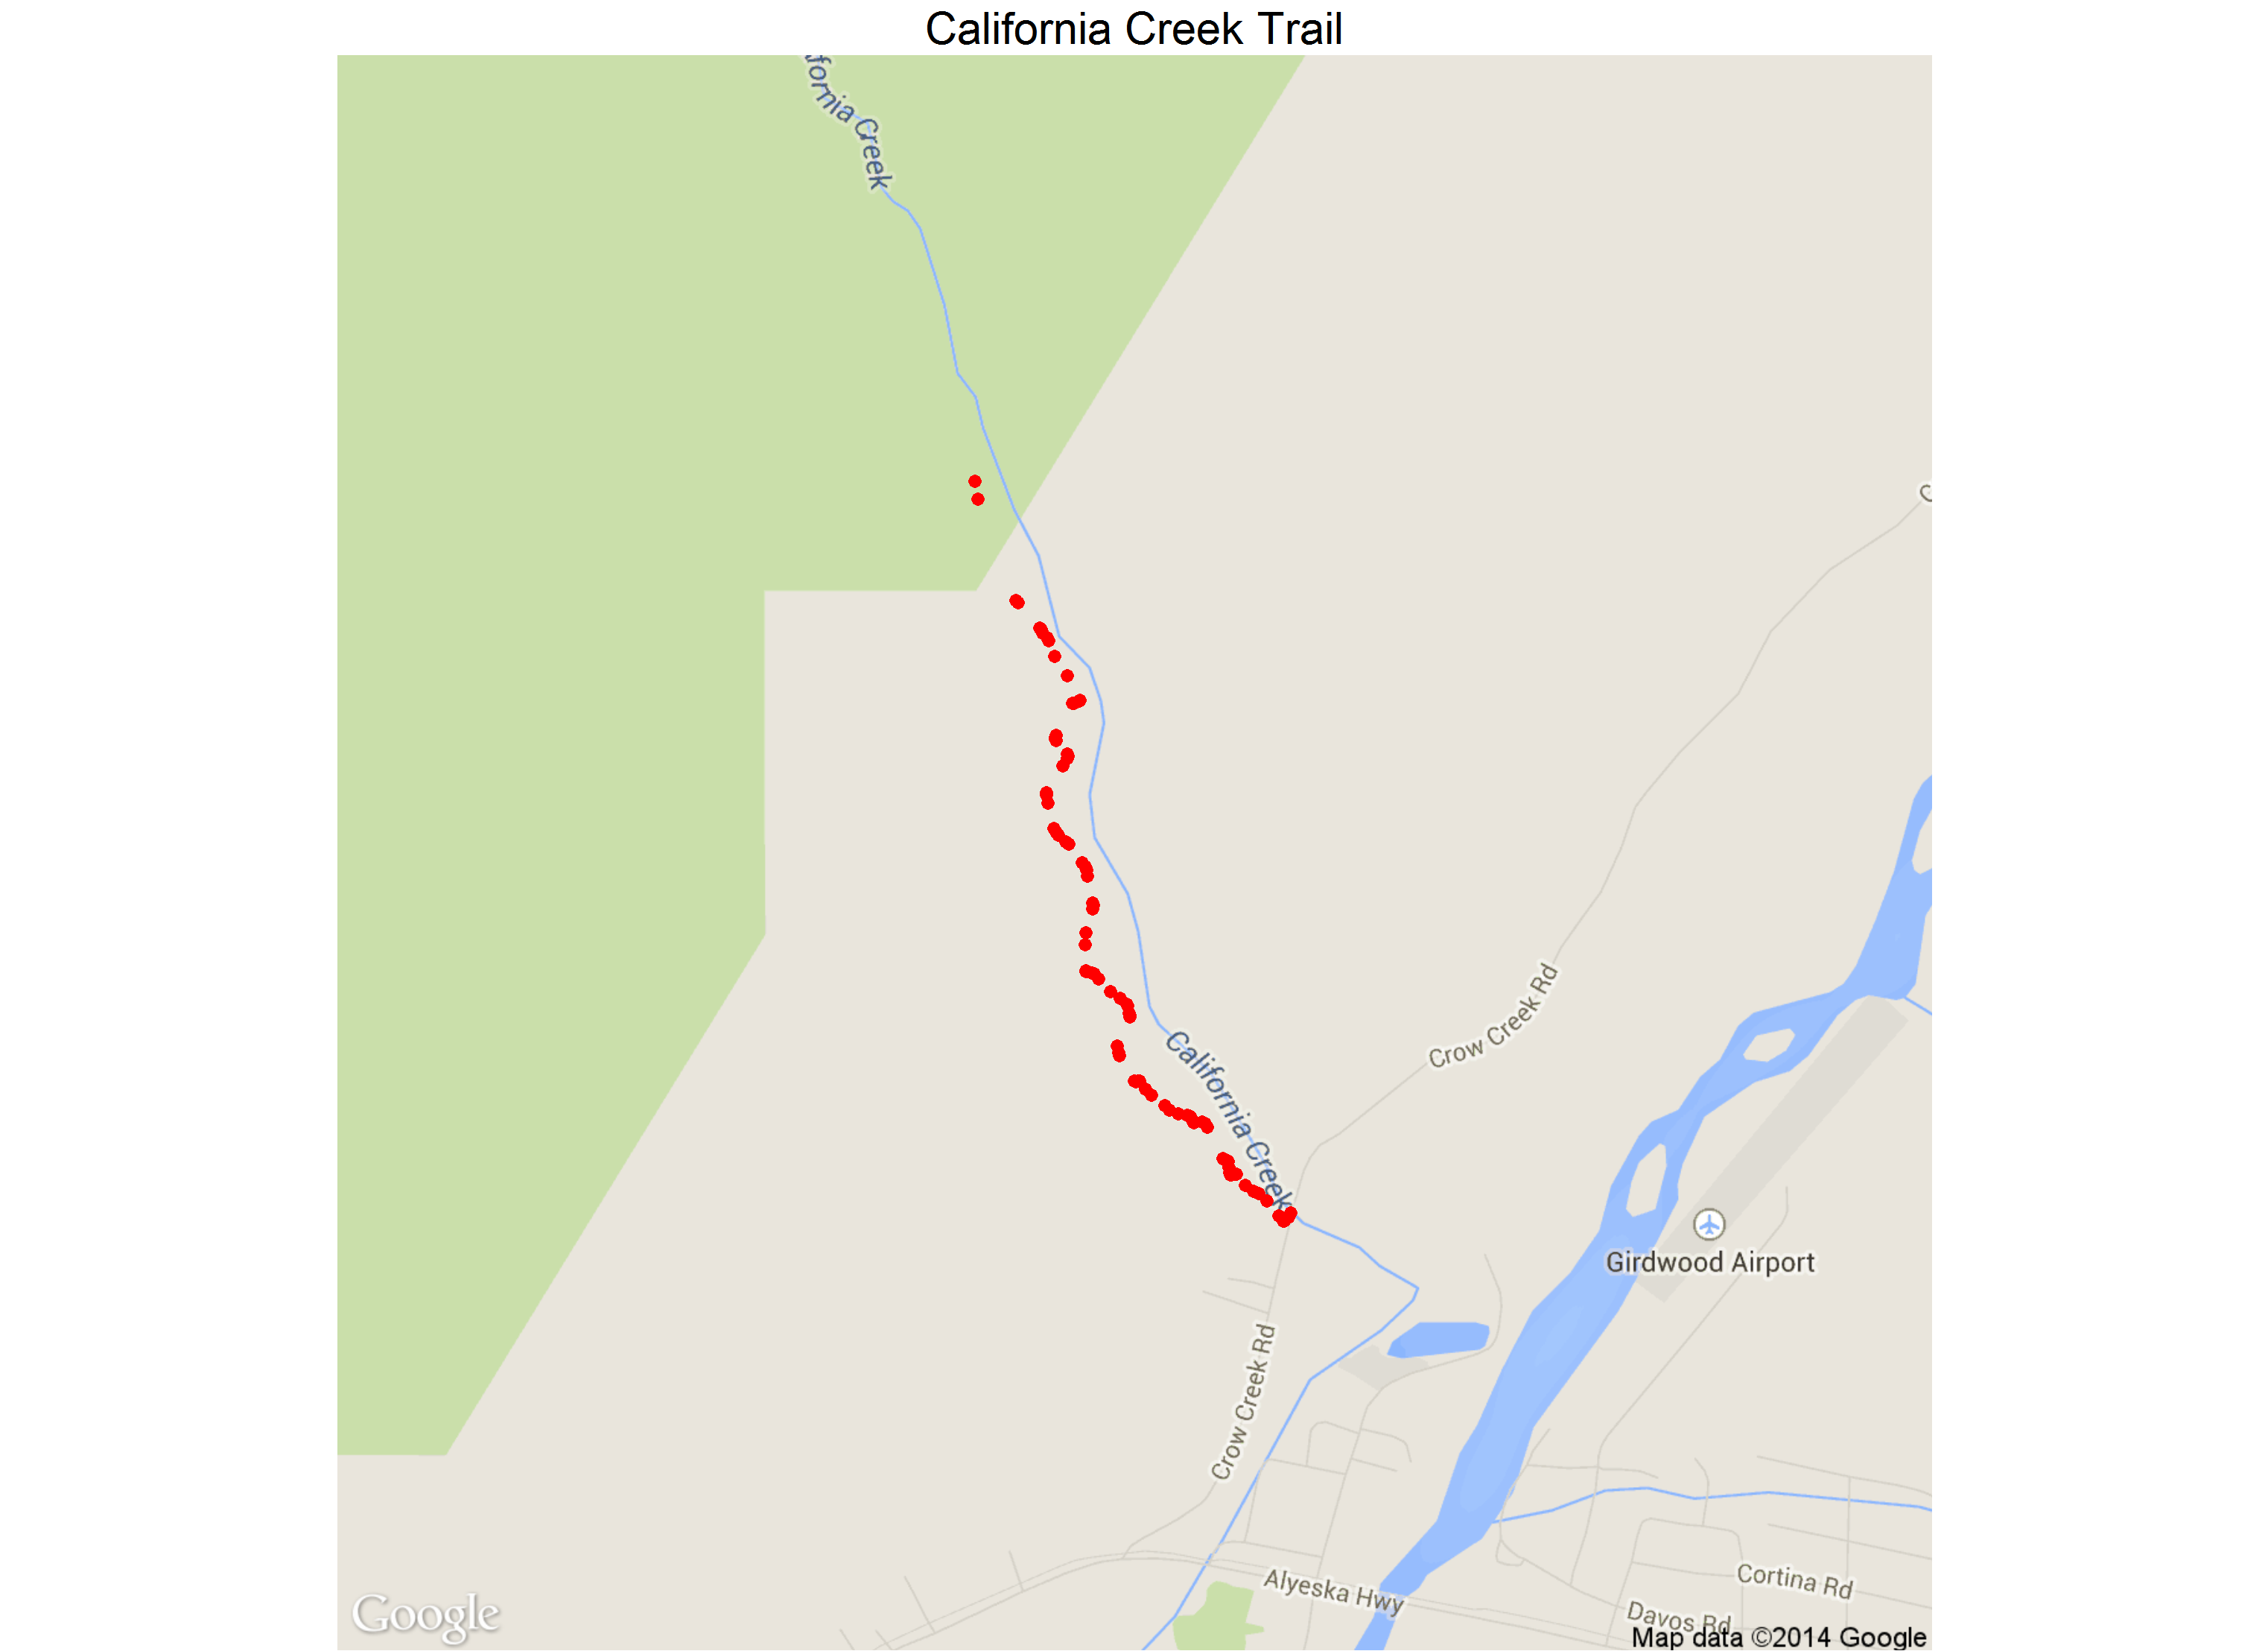 California Creek Trail
fornia Creek
C
Crow Creek Rd
California Creek
Girdwood Airport
Crow Creek Rd
Alyeska Hwy
Cortina Rd
Davos Rd
Google
Map data ©2014 Google